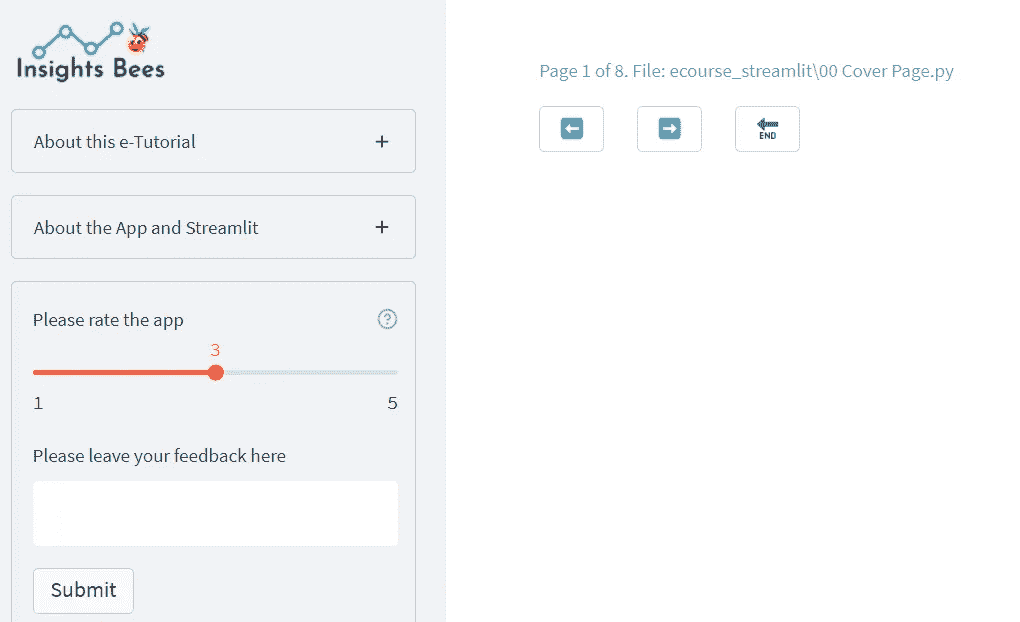 Insights Bees
About this e-Tutorial
About the App and Streamlit
Please rate the app
3
1 5
Please leave your feedback here
Submit
Page 1 of 8. File: ecourse_streamlit\00 Cover Page.py
END